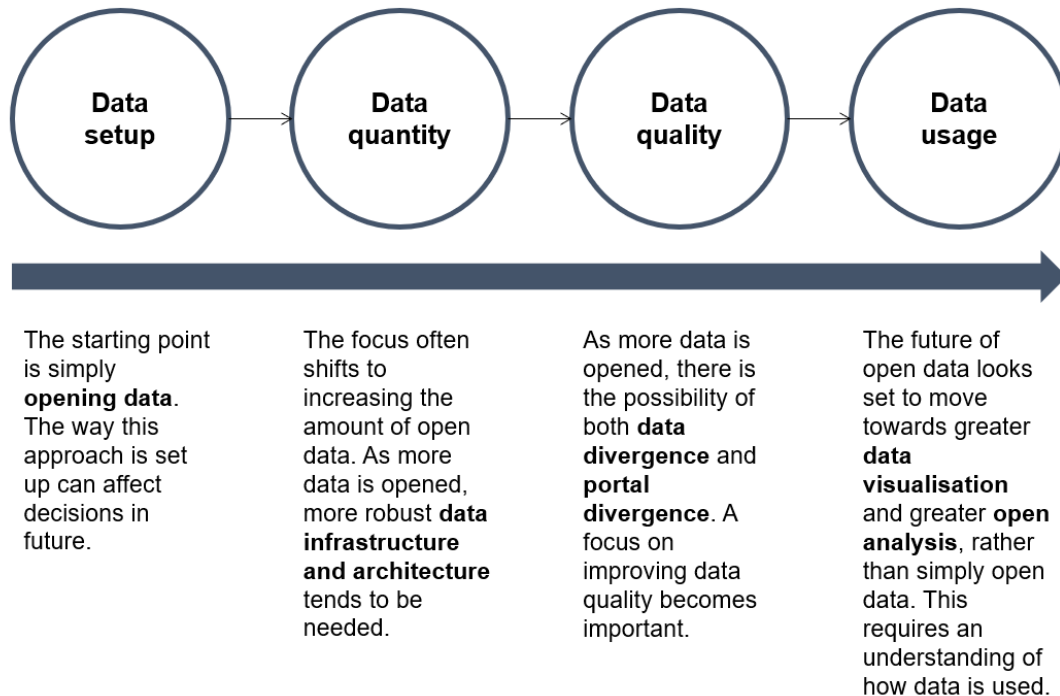 Data
setup
Data
quantity
Data
quality
Data
usage
The starting point
is simply
opening data.
The way this
approach is set
up can affect
decisions in
future.
The focus often
shifts to
increasing the
amount of open
data. As more
data is opened,
more robust data
infrastructure
and architecture
tends to be
needed.
As more data is
opened, there is
the possibility of
both data
divergence and
portal
divergence. A
focus on
improving data
quality becomes
important.
The future of
open data looks
set to move
towards greater
data
visualisation
and greater open
analysis, rather
than simply open
data. This
requires an
understanding of
how data is used.